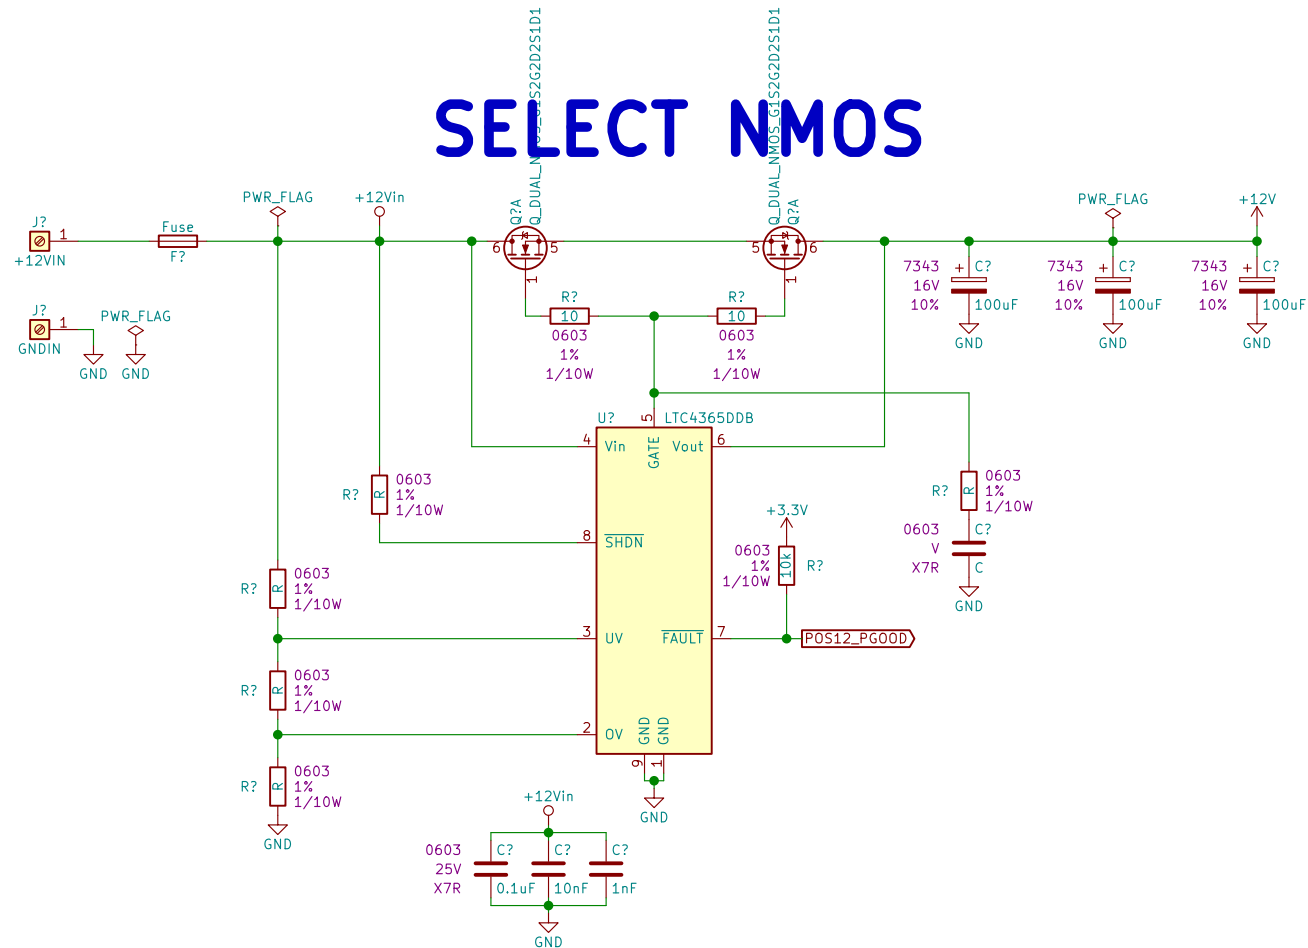 Q_DUAL_NMOS_G1S2G2D2S1D1
Q_DUAL_NMOS_G1S2G2D2S1D1
SELECT NMOS
PWR_FLAG
+12Vin
Q?A
Q?A
PWR_FLAG
+12V
J?
1
+12VIN
Fuse
F?
6
5
1
5
6
1
7343
16V
10%
+
C?
100uF
GND
7343
16V
10%
+
C?
100uF
GND
7343
16V
10%
+
C?
100uF
GND
J?
1
GNDIN
GND
PWR_FLAG
GND
R?
10
0603
1%
1/10W
R?
10
0603
1%
1/10W
U?
LTC4365DDB
5
GATE
4
Vin
Vout
6
R?
R
0603
1%
1/10W
8
SHDN
R?
R
0603
1%
1/10W
0603
V
X7R
C?
C
GND
+3.3V
0603
1%
1/10W
10k
R?
R?
R
0603
1%
1/10W
3
UV
FAULT
7
POS12_PGOOD
R?
R
0603
1%
1/10W
2
OV
GND
GND
9
1
GND
R?
R
0603
1%
1/10W
GND
+12Vin
0603
25V
X7R
C?
0.1uF
C?
10nF
C?
1nF
GND